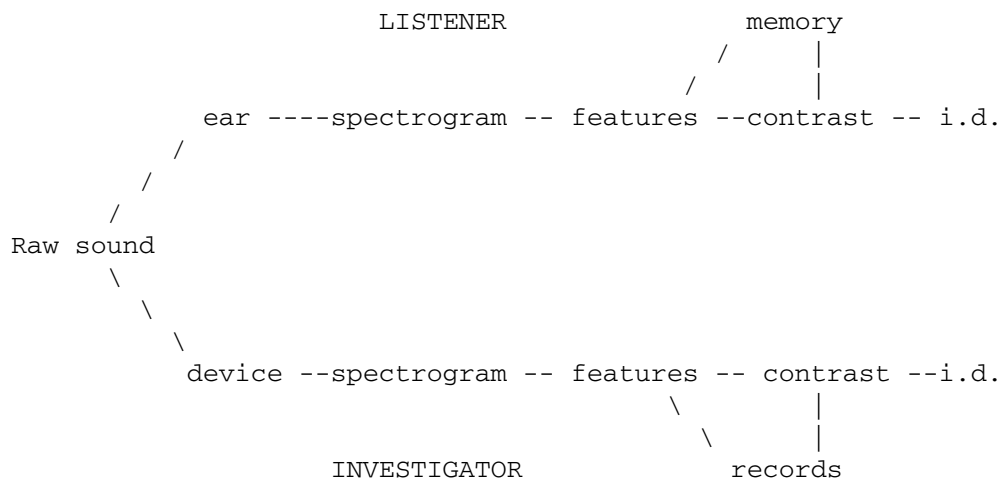 LISTENER memory
ear ----spectrogram -- features --contrast -- i.d.
Raw sound
device --spectrogram -- features -- contrast --i.d.
INVESTIGATOR records